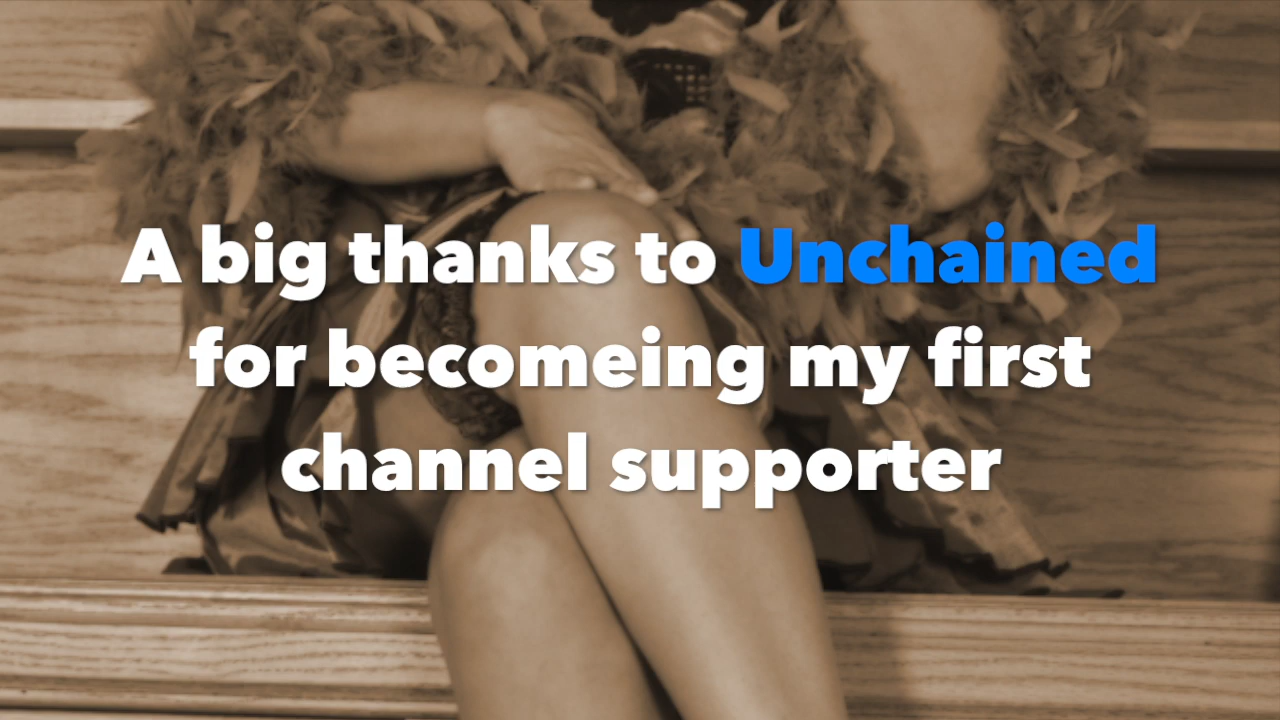 A big thanks to Unchained
for becomeing my first
channel supporter